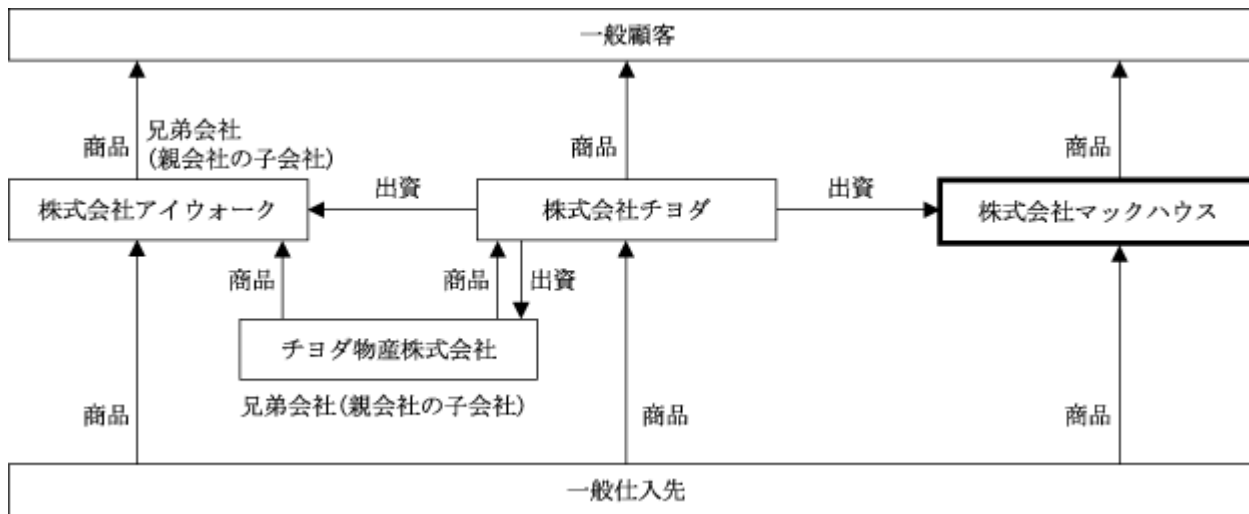 一般顧客
商品
兄弟会社
(親会社の子会社)
商品
商品
株式会社アイウォーク
出資
株式会社チヨダ
出資
株式会社マックハウス
商品
商品
出資
チヨダ物産株式会社
兄弟会社(親会社の子会社)
商品
商品
商品
一般仕入先